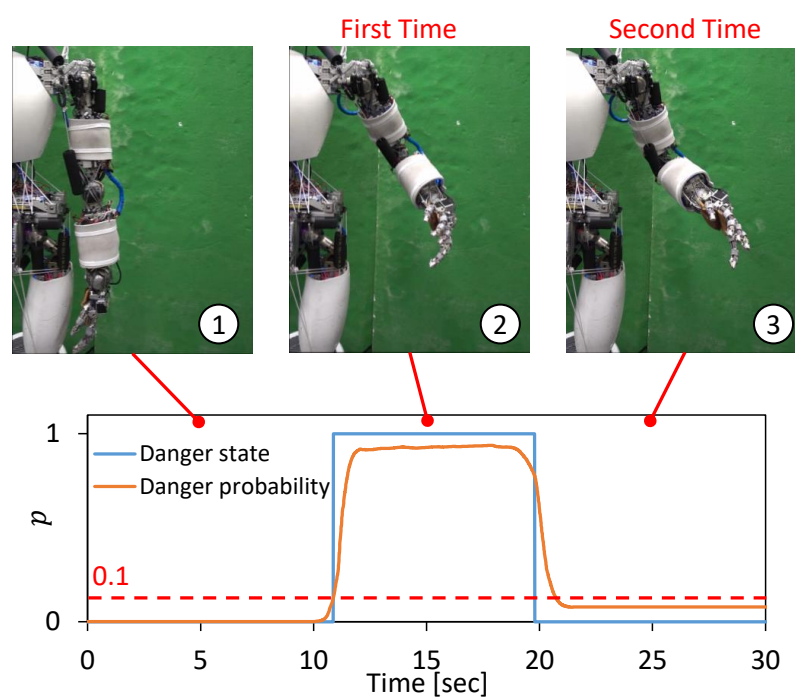 First Time
Second Time
1
2
3
1
Danger state
Danger probability
p
0.1
0
0
5
10
15
20
25
30
Time [sec]